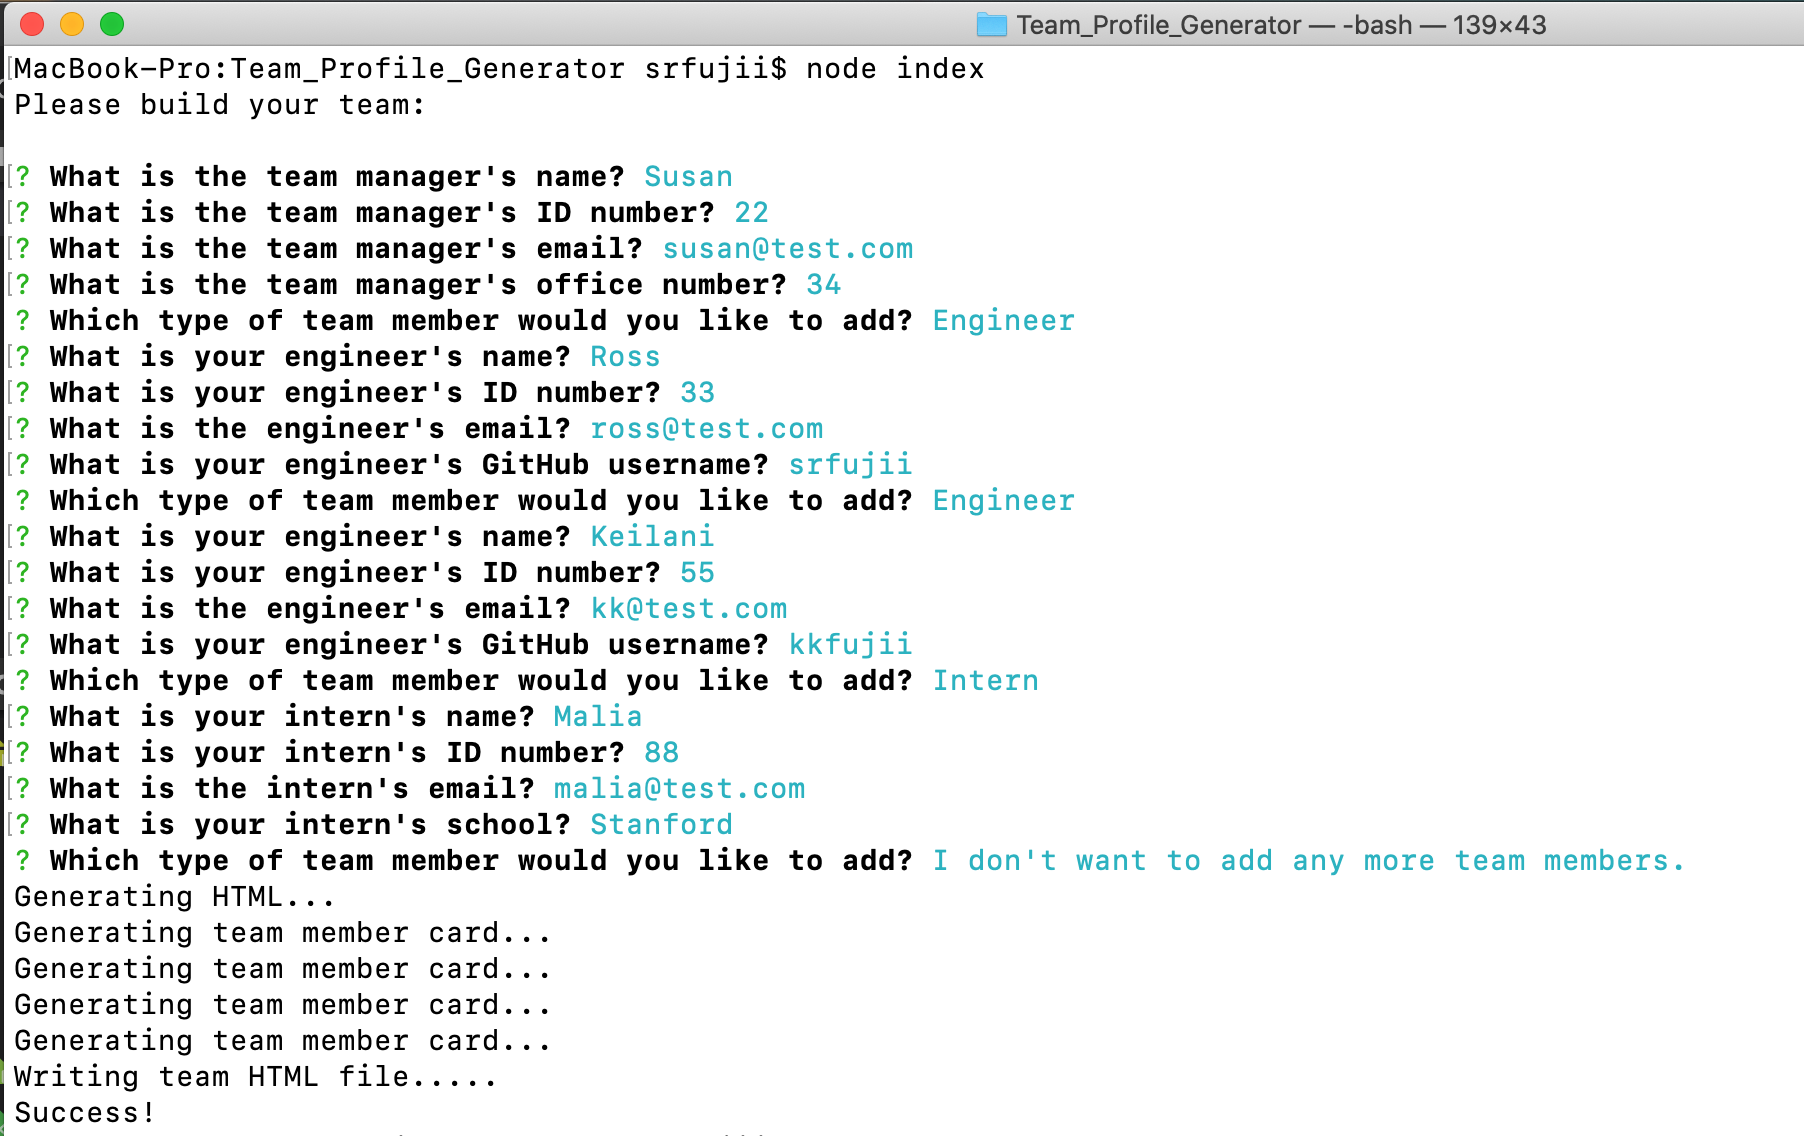 Team_Profile_Generator — -bash — 139×43
MacBook-Pro:Team_Profile_Generator srfujii$ node index
Please build your team:
? What is the team manager's name? Susan
? What is the team manager's ID number? 22
? What is the team manager's email? susan@test.com
? What is the team manager's office number? 34
? Which type of team member would you like to add? Engineer
? What is your engineer's name? Ross
? What is your engineer's ID number? 33
? What is the engineer's email? ross@test.com
? What is your engineer's GitHub username? srfujii
? Which type of team member would you like to add? Engineer
? What is your engineer's name? Keilani
? What is your engineer's ID number? 55
? What is the engineer's email? kk@test.com
? What is your engineer's GitHub username? kkfujii
? Which type of team member would you like to add? Intern
? What is your intern's name? Malia
? What is your intern's ID number? 88
? What is the intern's email? malia@test.com
? What is your intern's school? Stanford
? Which type of team member would you like to add? I don't want to add any more team members.
Generating HTML...
Generating team member card...
Generating team member card...
Generating team member card...
Generating team member card...
Writing team HTML file.....
Success!